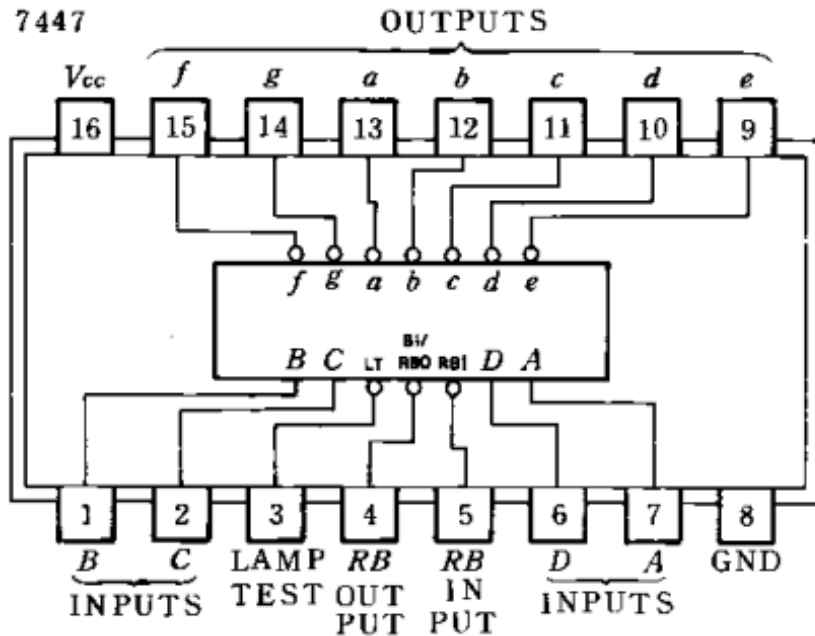 7447
OUTPUTS
Vcc f g a b c d e
16 15 14 13 12 11 10 9
f g a b c d e
BI/
B C LT RBO RBI D A
1 2 3 4 5 6 7 8
B C LAMP RB RB D A GND
INPUTS TEST OUT IN INPUTS
PUT PUT